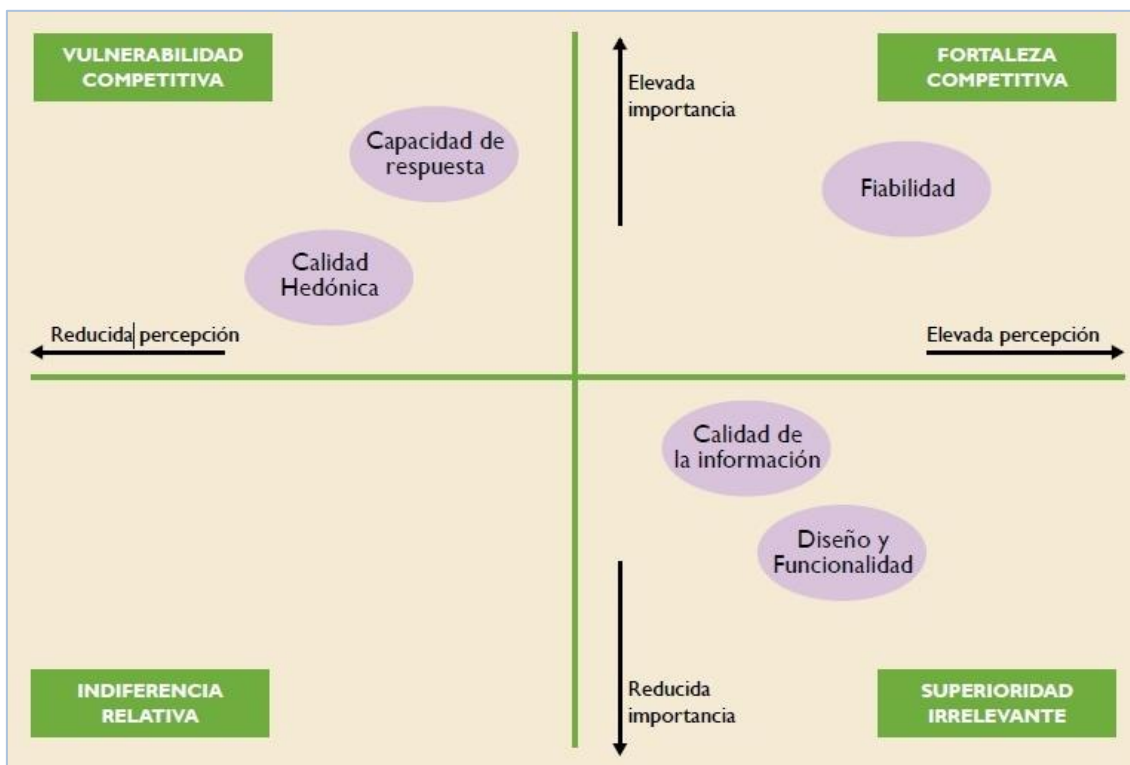 VULNERABILIDAD
COMPETITIVA
Elevada
importancia
FORTALEZA
COMPETITIVA
Capacidad de
respuesta
Fiabilidad
Calidad
Hedónica
Reducida percepción
Elevada percepción
Calidad de
la información
Diseño y
Funcionalidad
INDIFERENCIA
RELATIVA
Reducida
importancia
SUPERIORIDAD
IRRELEVANTE